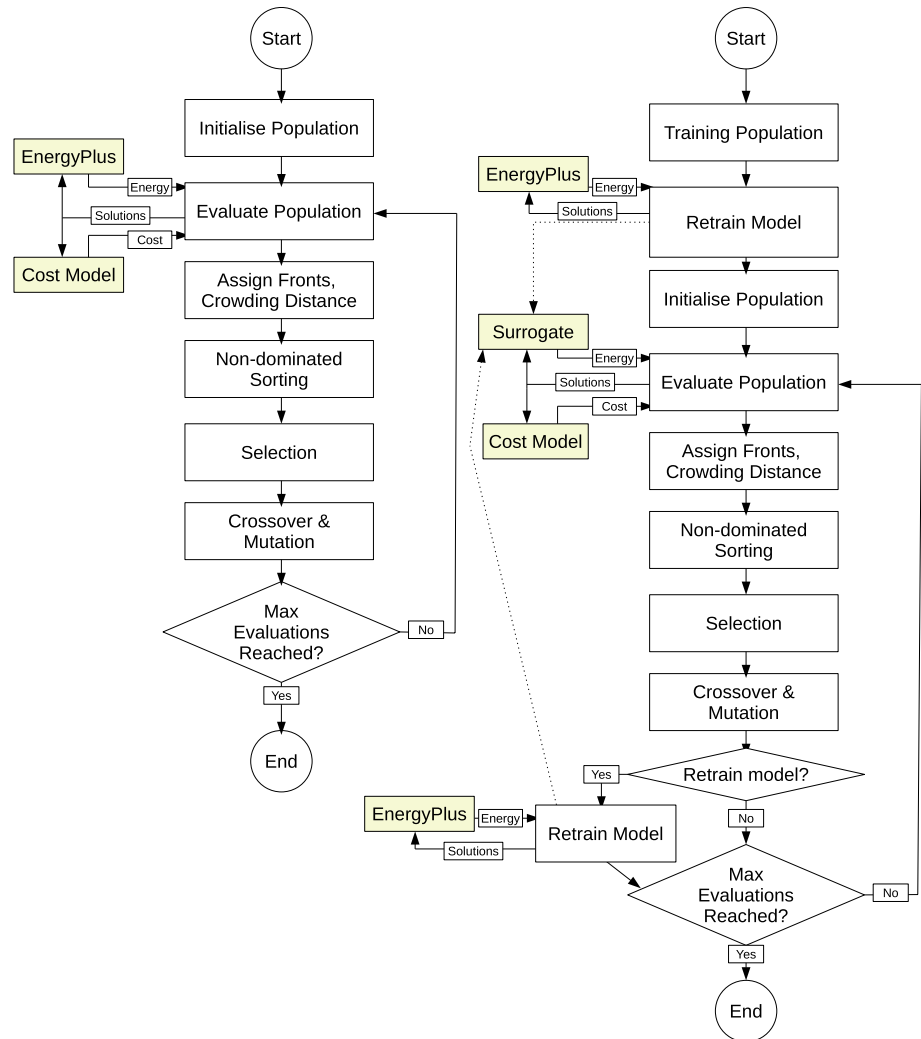 Start
Initialise Population
EnergyPlus
Energy
Solutions
Evaluate Population
Cost
Cost Model
Assign Fronts,
Crowding Distance
Non-dominated
Sorting
Selection
Crossover &
Mutation
Max
Evaluations
Reached?
No
Yes
End
Start
Training Population
EnergyPlus
Energy
Solutions
Retrain Model
Initialise Population
Surrogate
Energy
Solutions
Evaluate Population
Cost
Cost Model
Assign Fronts,
Crowding Distance
Non-dominated
Sorting
Selection
Crossover &
Mutation
Retrain model?
Yes
No
EnergyPlus
Energy
Solutions
Retrain Model
Max
Evaluations
Reached?
No
Yes
End